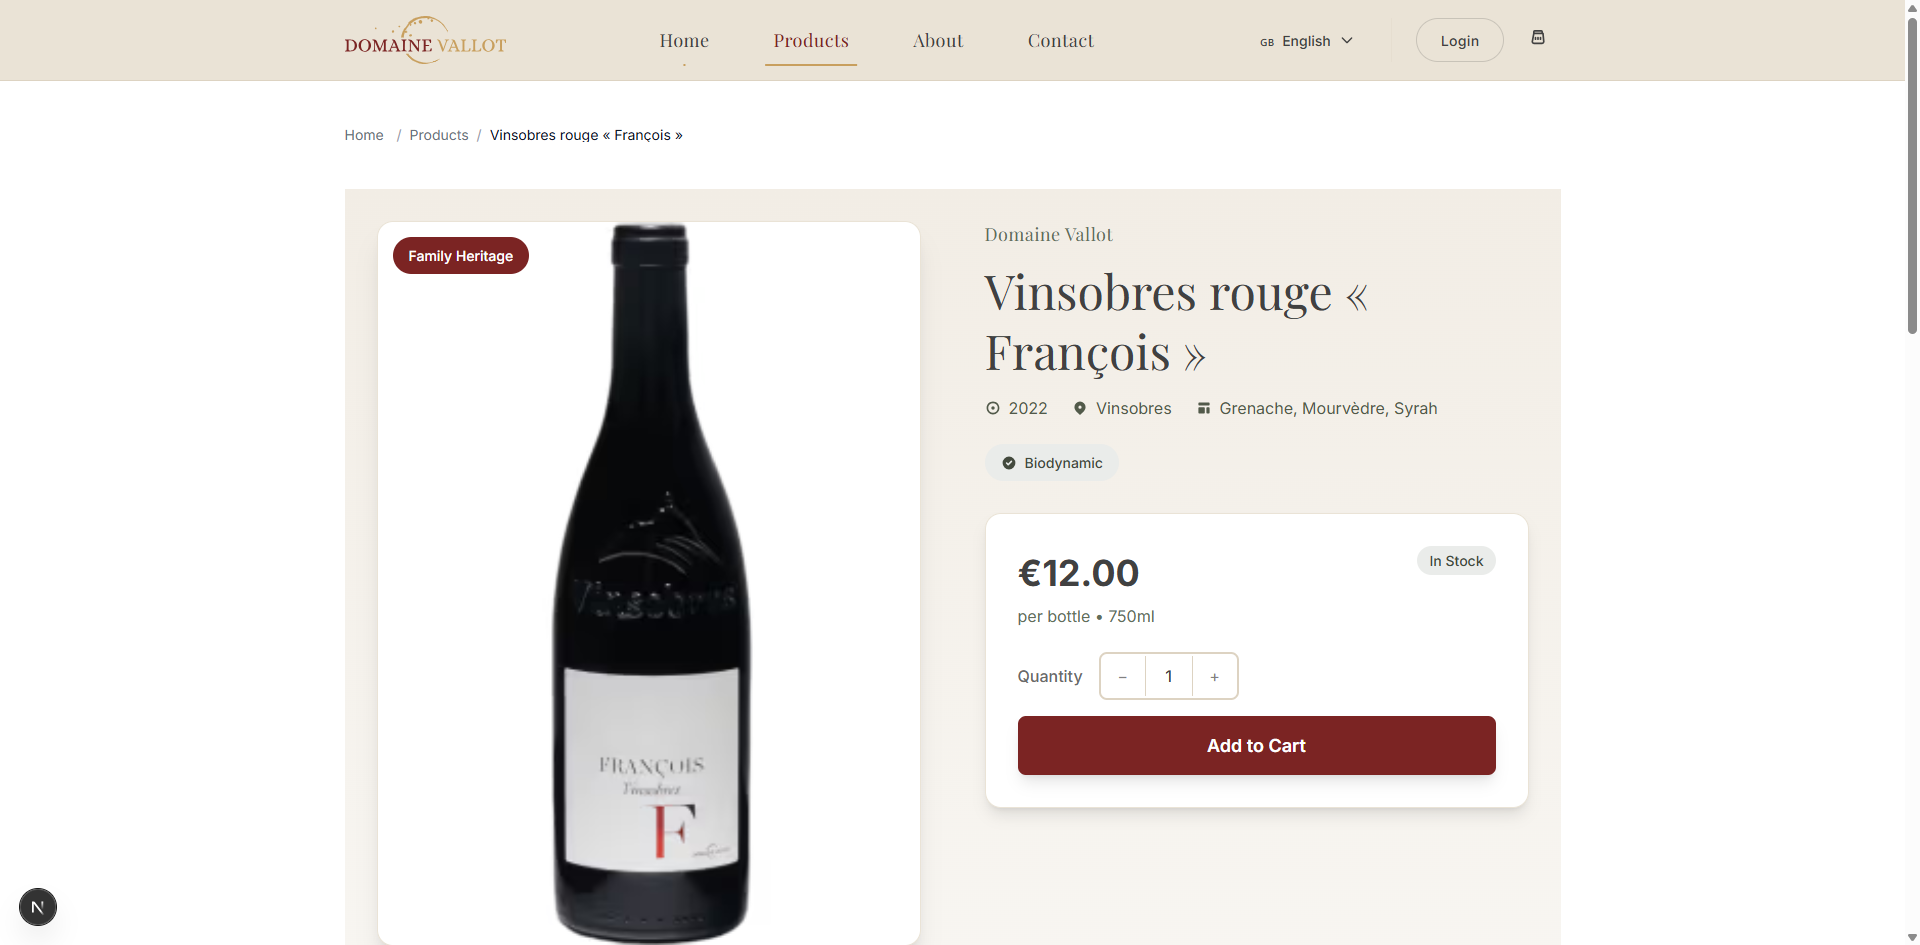 DOMAINE VALLOT
Home
Products
About
Contact
GB English
Login
Home / Products / Vinsobres rouge « François »
Family Heritage
Vinsobres
FRANÇOIS
Vinsobres
F
Domaine Vallot
Vinsobres rouge «
François »
2022
Vinsobres
Grenache, Mourvèdre, Syrah
Biodynamic
€12.00
In Stock
per bottle • 750ml
Quantity
− 1 +
Add to Cart
N